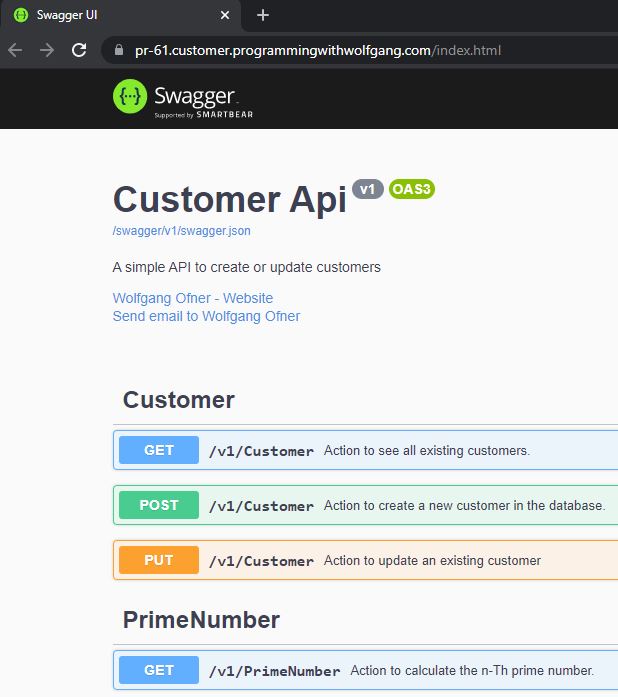 Swagger UI
pr-61.customer.programmingwithwolfgang.com/index.html
{···} Swagger.
Supported by SMARTBEAR
Customer Api v1 OAS3
/swagger/v1/swagger.json
A simple API to create or update customers
Wolfgang Ofner - Website
Send email to Wolfgang Ofner
Customer
GET /v1/Customer Action to see all existing customers.
POST /v1/Customer Action to create a new customer in the database.
PUT /v1/Customer Action to update an existing customer
PrimeNumber
GET /v1/PrimeNumber Action to calculate the n-Th prime number.